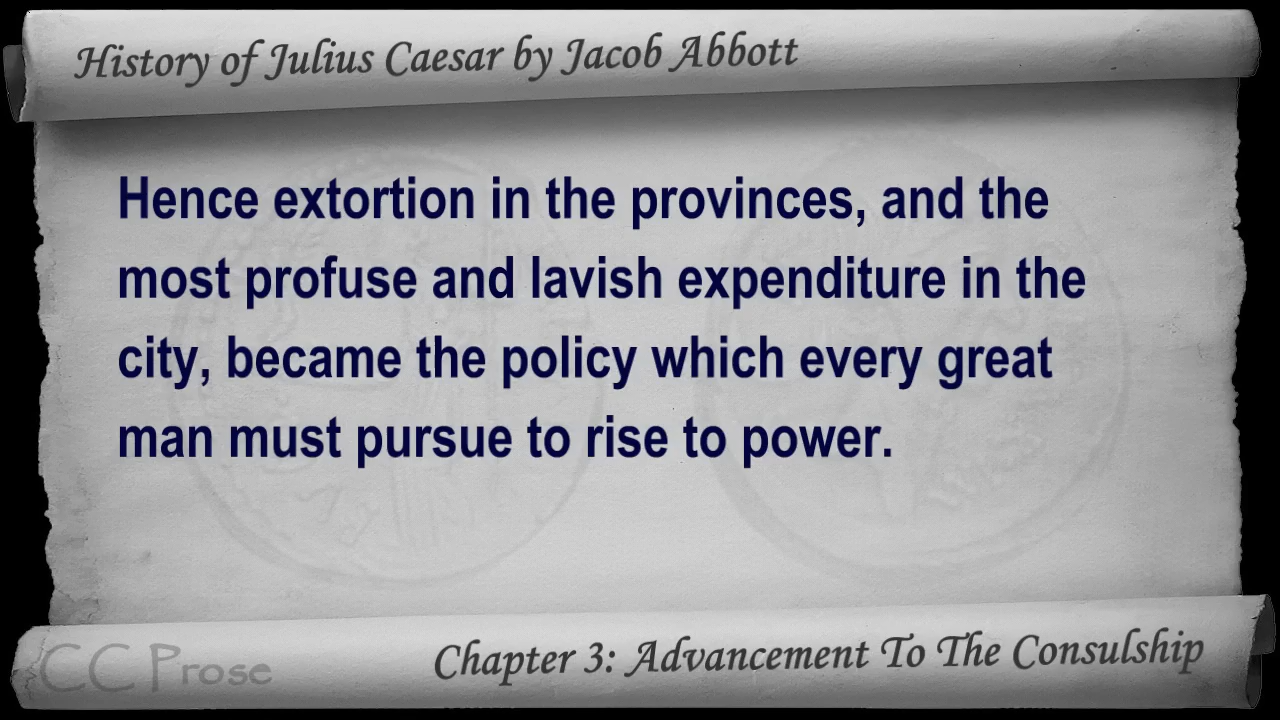 History of Julius Caesar by Jacob Abbott
Hence extortion in the provinces, and the
most profuse and lavish expenditure in the
city, became the policy which every great
man must pursue to rise to power.
CC Prose
Chapter 3: Advancement To The Consulship